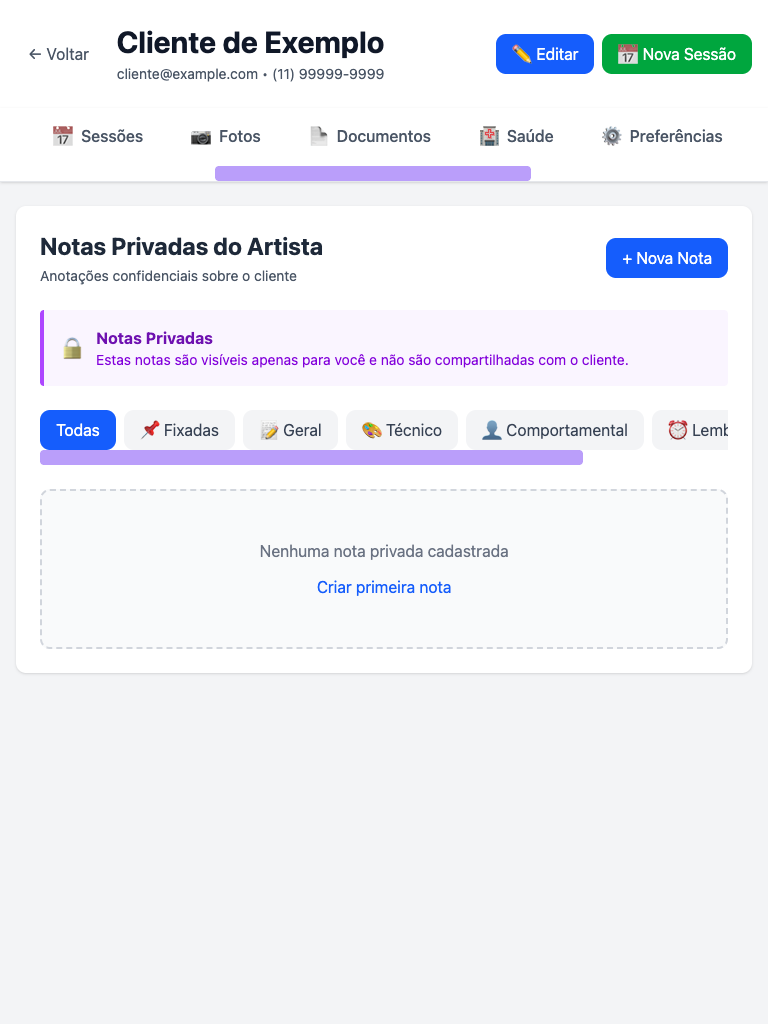 ← Voltar
Cliente de Exemplo
cliente@example.com • (11) 99999-9999
Editar
Nova Sessão
Sessões
Fotos
Documentos
Saúde
Preferências
Notas Privadas do Artista
Anotações confidenciais sobre o cliente
+ Nova Nota
Notas Privadas
Estas notas são visíveis apenas para você e não são compartilhadas com o cliente.
Todas
Fixadas
Geral
Técnico
Comportamental
Lemb
Nenhuma nota privada cadastrada
Criar primeira nota